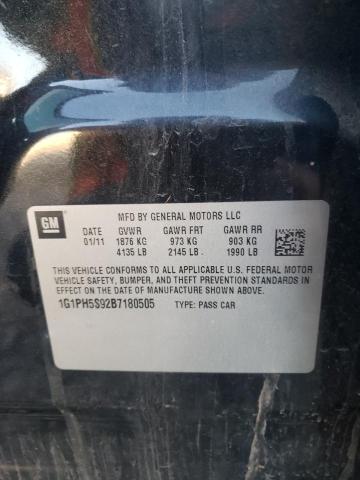 GM
MFD BY GENERAL MOTORS LLC
DATE GVWR GAWR FRT GAWR RR
01/11 1876 KG 973 KG 903 KG
4135 LB 2145 LB 1990 LB
THIS VEHICLE CONFORMS TO ALL APPLICABLE U.S. FEDERAL MOTOR
VEHICLE SAFETY, BUMPER, AND THEFT PREVENTION STANDARDS IN
EFFECT ON THE DATE OF MANUFACTURE SHOWN ABOVE.
1G1PH5S92B7180505 TYPE: PASS CAR